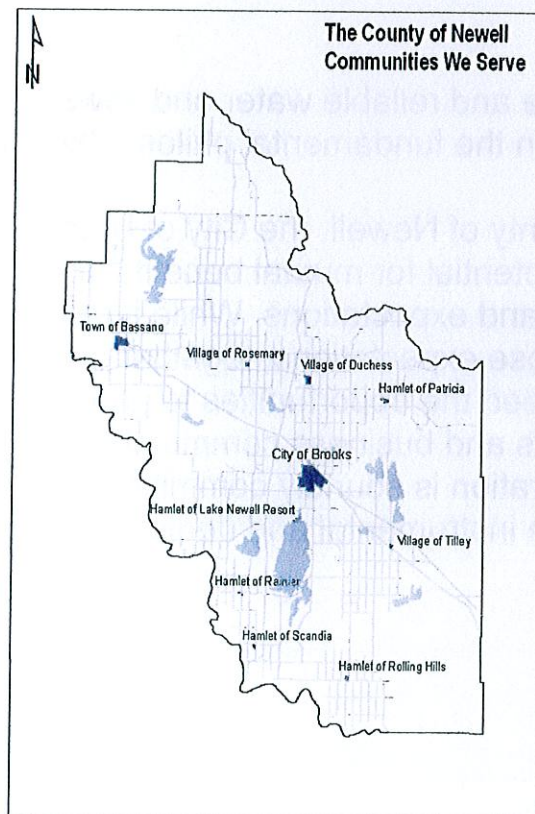 The County of Newell
Communities We Serve
N
Town of Bassano
Village of Rosemary
Village of Duchess
Hamlet of Patricia
City of Brooks
Hamlet of Lake Newell Resort
Village of Tilley
Hamlet of Rainier
Hamlet of Scandia
Hamlet of Rolling Hills